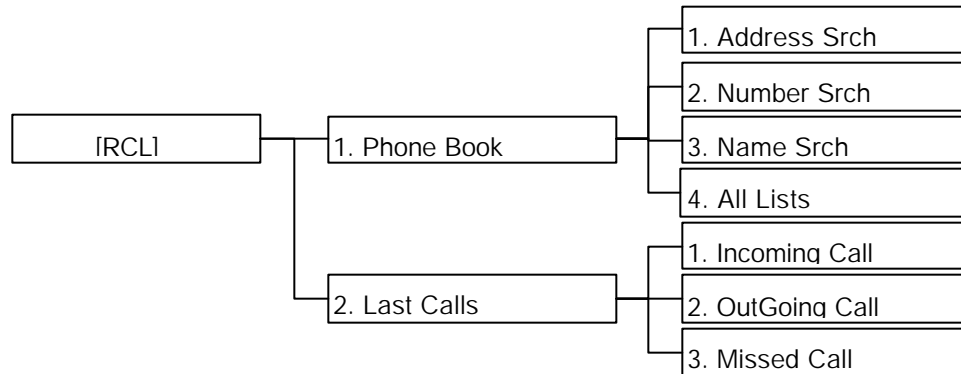 [RCL]
1. Phone Book
1. Address Srch
2. Number Srch
3. Name Srch
4. All Lists
2. Last Calls
1. Incoming Call
2. OutGoing Call
3. Missed Call